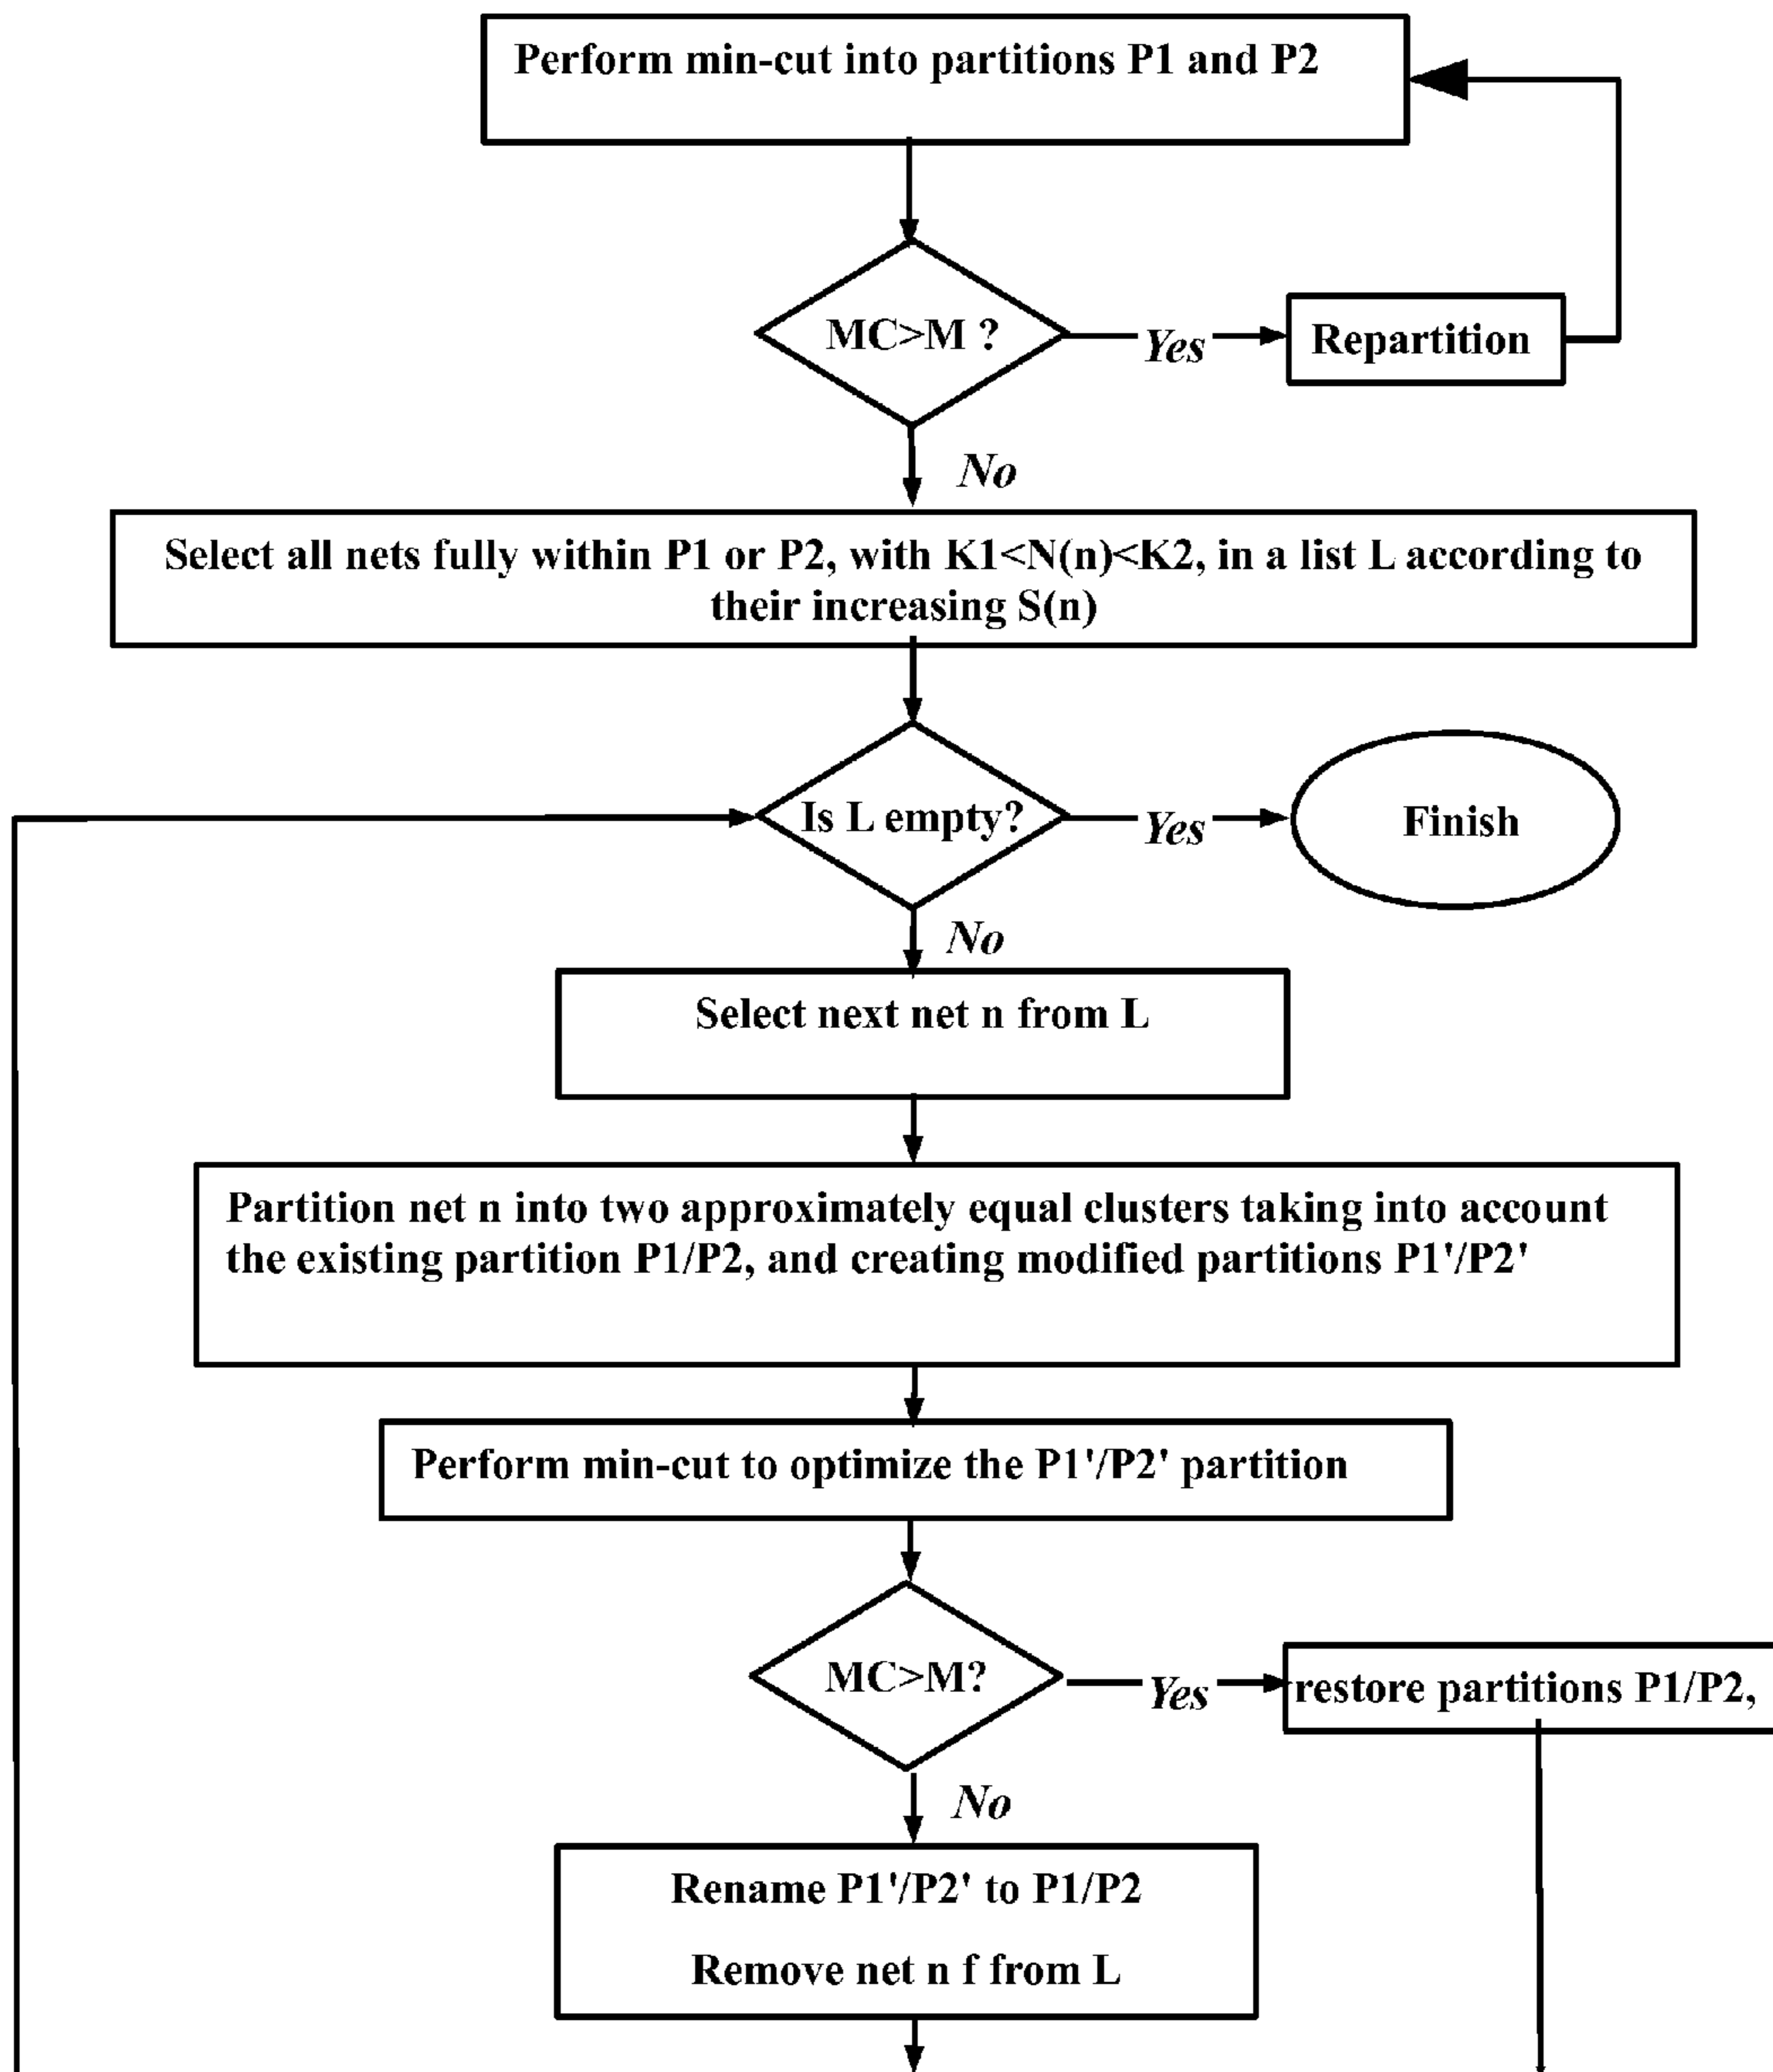 Perform min-cut into partitions P1 and P2
MC>M ?
Yes
Repartition
No
Select all nets fully within P1 or P2, with K1<N(n)<K2, in a list L according to
their increasing S(n)
Is L empty?
Yes
Finish
No
Select next net n from L
Partition net n into two approximately equal clusters taking into account
the existing partition P1/P2, and creating modified partitions P1'/P2'
Perform min-cut to optimize the P1'/P2' partition
MC>M?
Yes
restore partitions P1/P2,
No
Rename P1'/P2' to P1/P2
Remove net n f from L